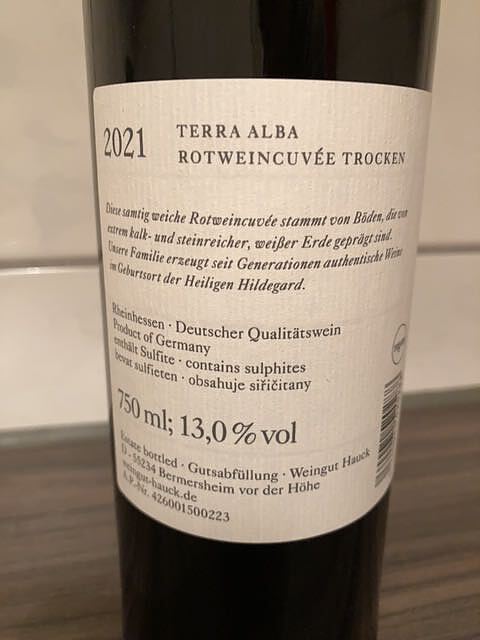 2021
TERRA ALBA
ROTWEINCUVÉE TROCKEN
Diese samtig weiche Rotweincuvée stammt von Böden, die von
extrem kalk- und steinreicher, weißer Erde geprägt sind.
Unsere Familie erzeugt seit Generationen authentische Weine
im Geburtsort der Heiligen Hildegard.
Rheinhessen · Deutscher Qualitätswein
Product of Germany
enthält Sulfite · contains sulphites
bevat sulfieten · obsahuje siřičitany
750 ml; 13,0 % vol
Estate bottled · Gutsabfüllung · Weingut Hauck
D - 55234 Bermersheim vor der Höhe
weingut-hauck.de
A.P.-Nr. 426001500223